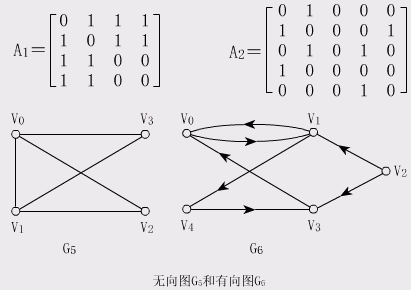 A1=
0 1 1 1
1 0 1 1
1 1 0 0
1 1 0 0
A2=
0 1 0 0 0
1 0 0 0 1
0 1 0 1 0
1 0 0 0 0
0 0 0 1 0
V0 V3
V1 V2
G5
V0 V1
V2
V4 V3
G6
无向图G5和有向图G6